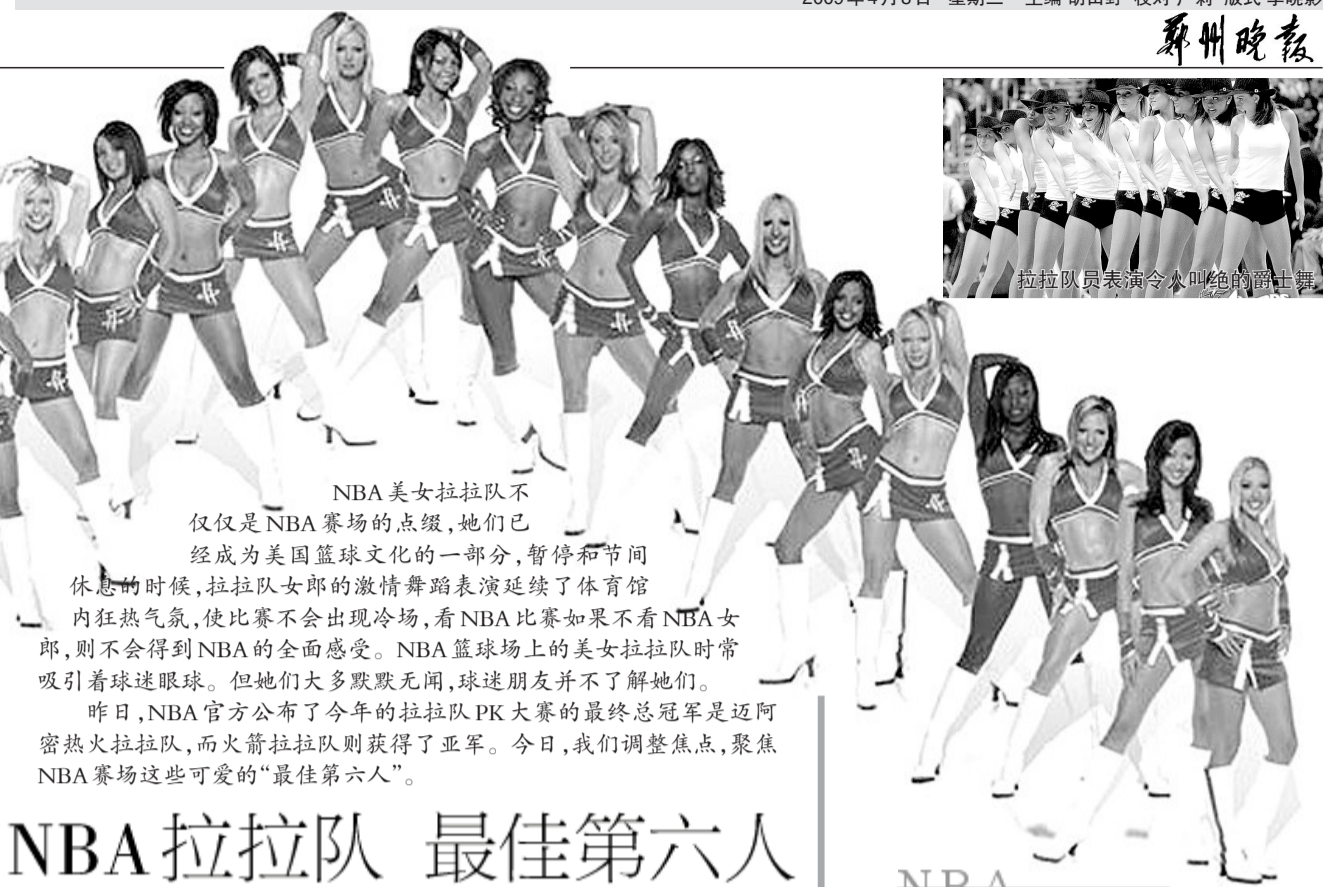 郑州晚报
拉拉队员表演令人叫绝的爵士舞
NBA美女拉拉队不
仅仅是NBA赛场的点缀,她们已
经成为美国篮球文化的一部分,暂停和节间
休息的时候,拉拉队女郎的激情舞蹈表演延续了体育馆
内狂热气氛,使比赛不会出现冷场,看NBA比赛如果不看NBA女
郎,则不会得到NBA的全面感受。NBA篮球场上的美女拉拉队时常
吸引着球迷眼球。但她们大多默默无闻,球迷朋友并不了解她们。
昨日,NBA官方公布了今年的拉拉队PK大赛的最终总冠军是迈阿
密热火拉拉队,而火箭拉拉队则获得了亚军。今日,我们调整焦点,聚焦
NBA赛场这些可爱的“最佳第六人”。
NBA拉拉队 最佳第六人
NBA